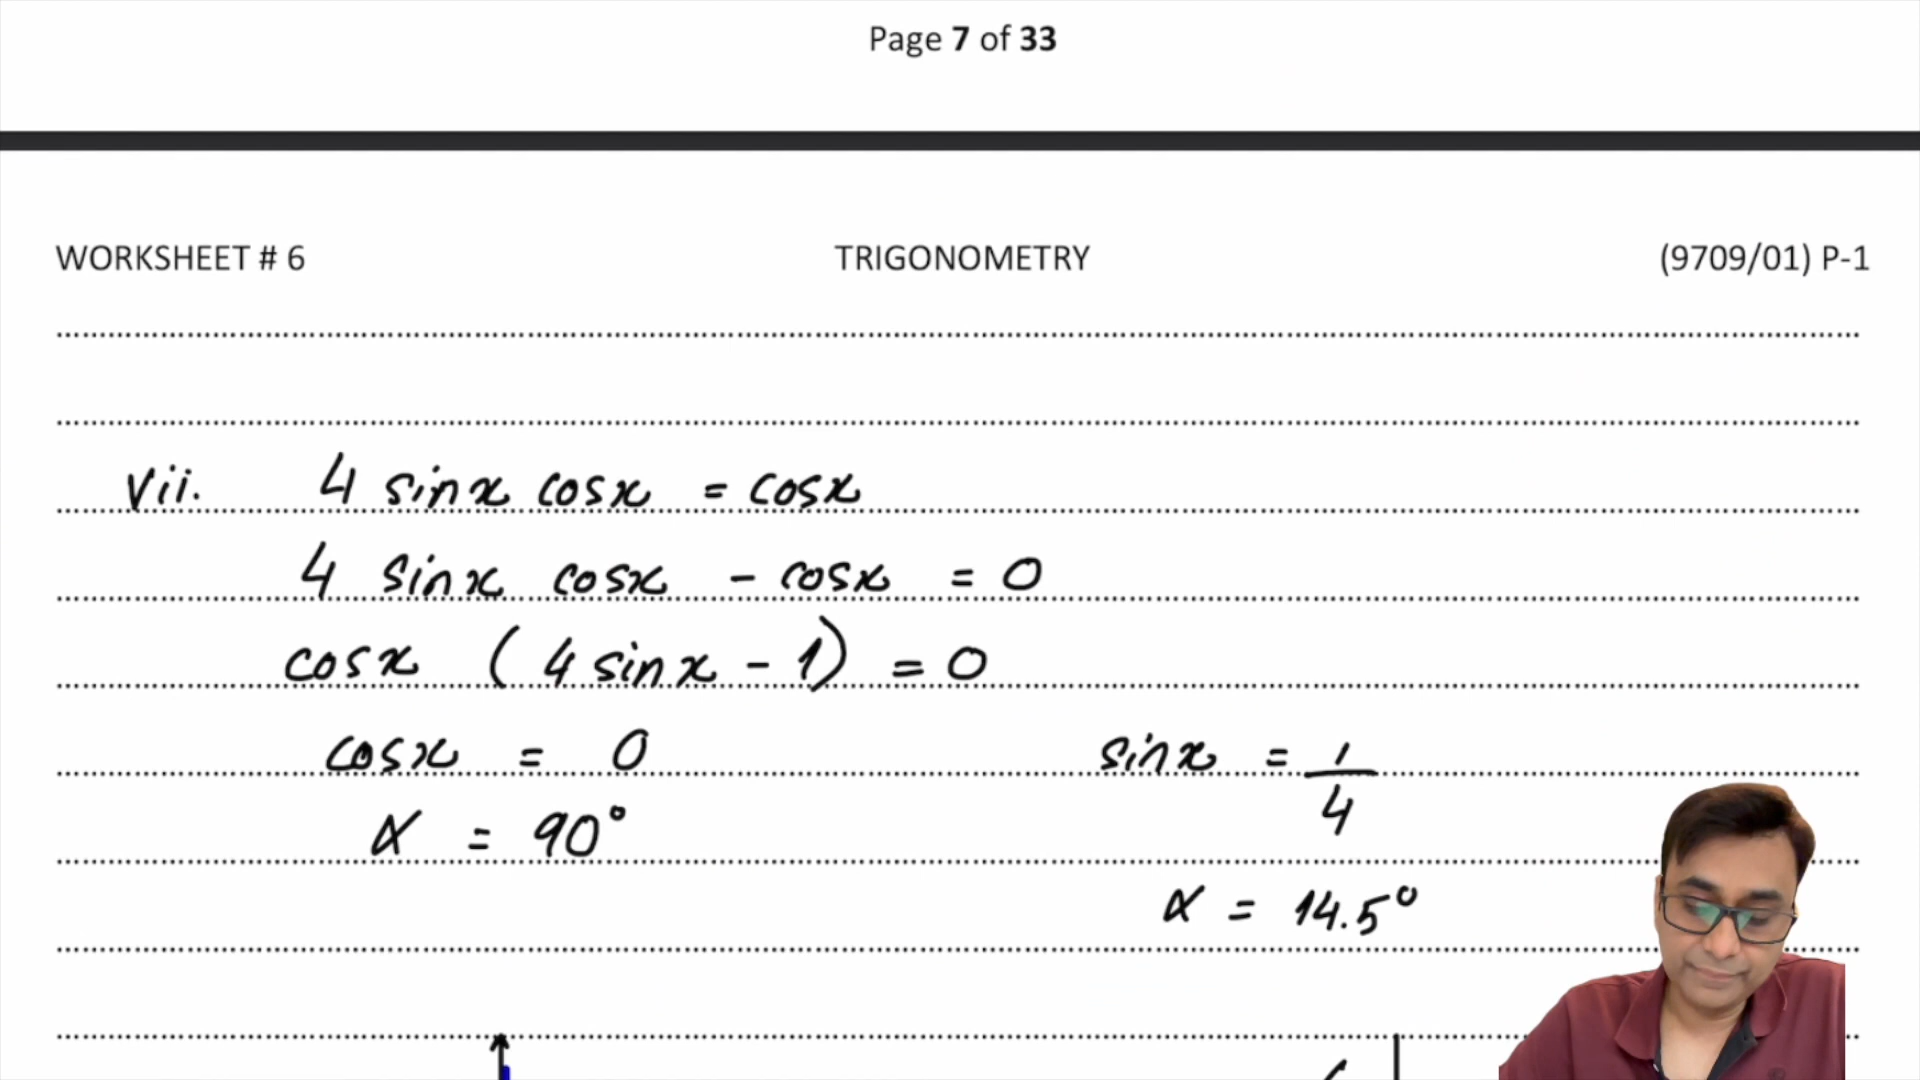 Page 7 of 33
WORKSHEET # 6 TRIGONOMETRY (9709/01) P-1
vii. 4 sinx cosx = cosx
4 sinx cosx - cosx = 0
cosx (4 sinx - 1) = 0
cosx = 0 sinx = 1/4
α = 90°
α = 14.5°